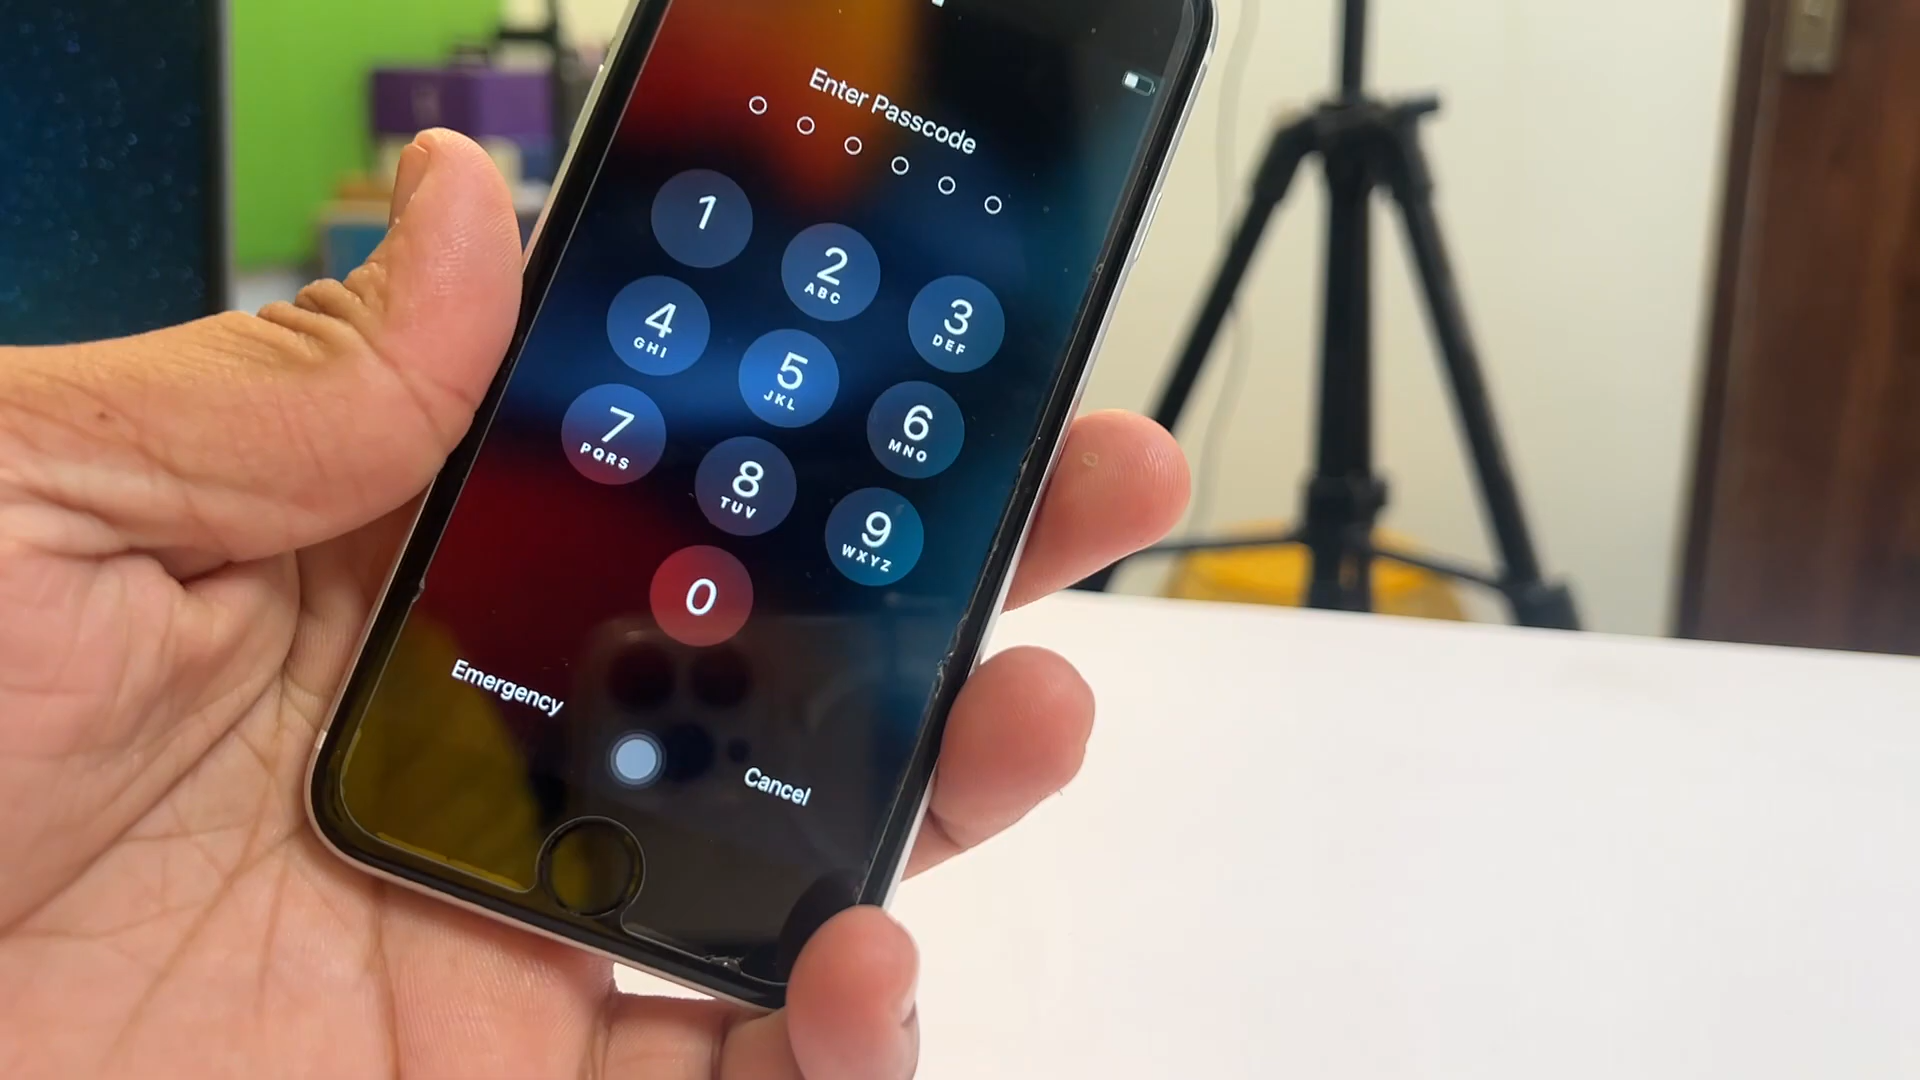 Enter Passcode
1
2
ABC
3
DEF
4
GHI
5
JKL
6
MNO
7
PQRS
8
TUV
9
WXYZ
0
Emergency
Cancel